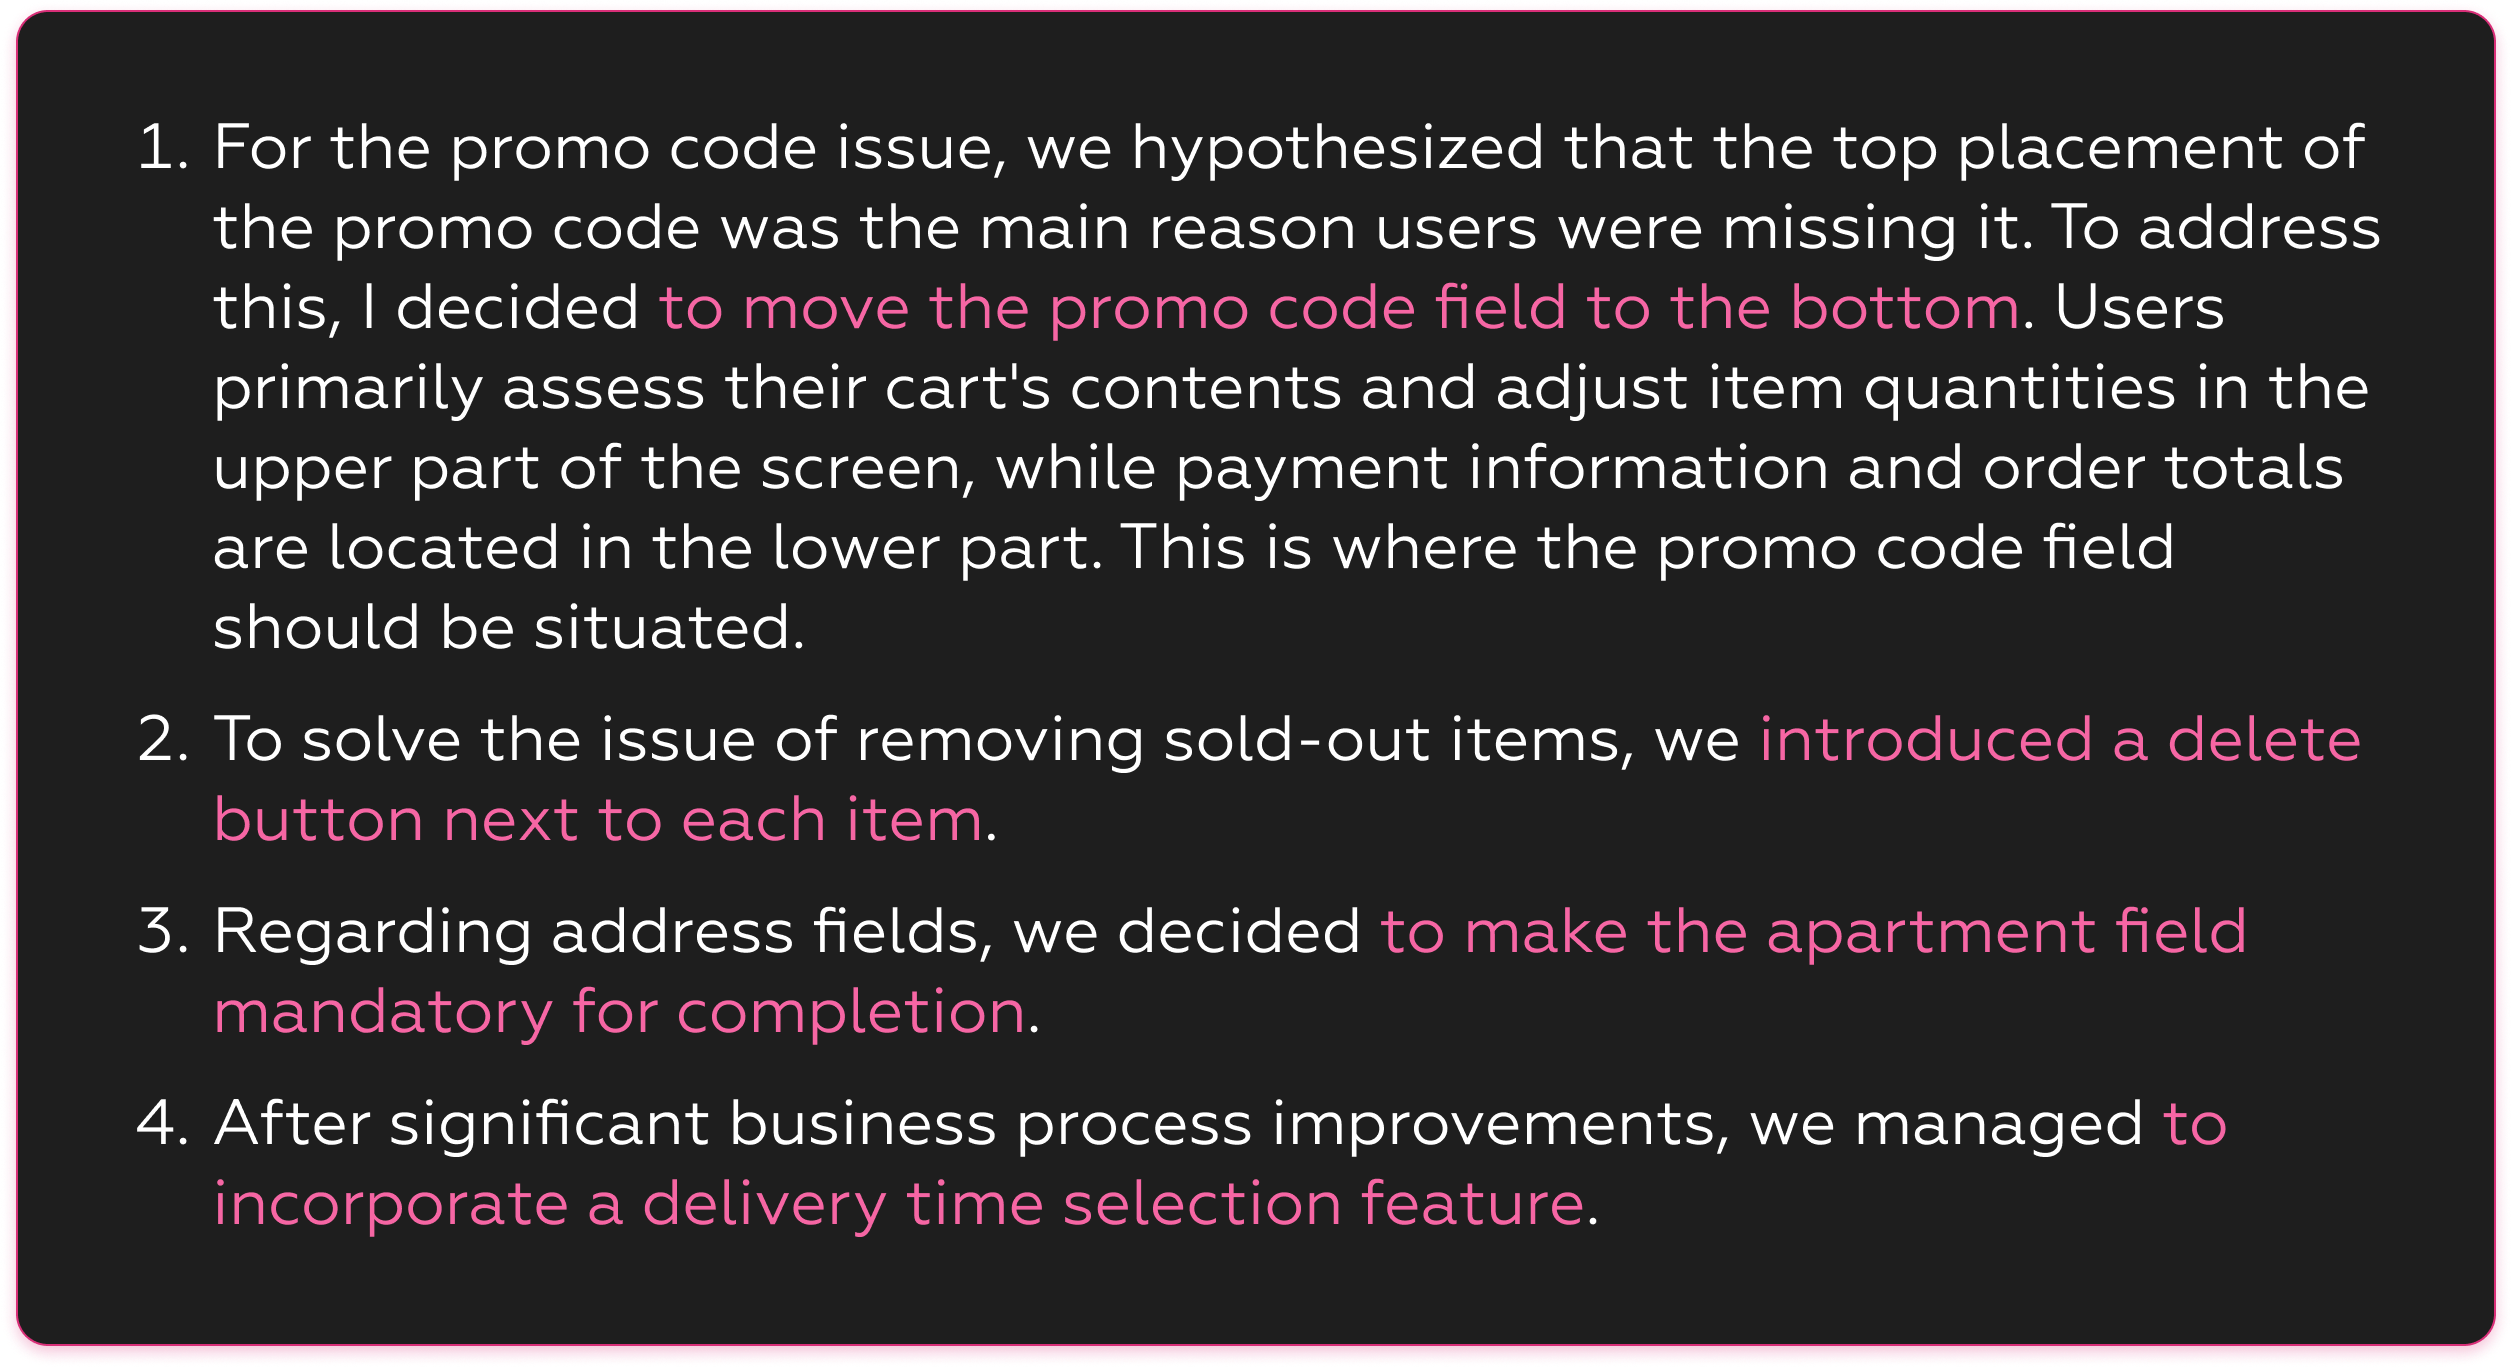 1. For the promo code issue, we hypothesized that the top placement of
the promo code was the main reason users were missing it. To address
this, I decided to move the promo code field to the bottom. Users
primarily assess their cart's contents and adjust item quantities in the
upper part of the screen, while payment information and order totals
are located in the lower part. This is where the promo code field
should be situated.
2. To solve the issue of removing sold-out items, we introduced a delete
button next to each item.
3. Regarding address fields, we decided to make the apartment field
mandatory for completion.
4. After significant business process improvements, we managed to
incorporate a delivery time selection feature.